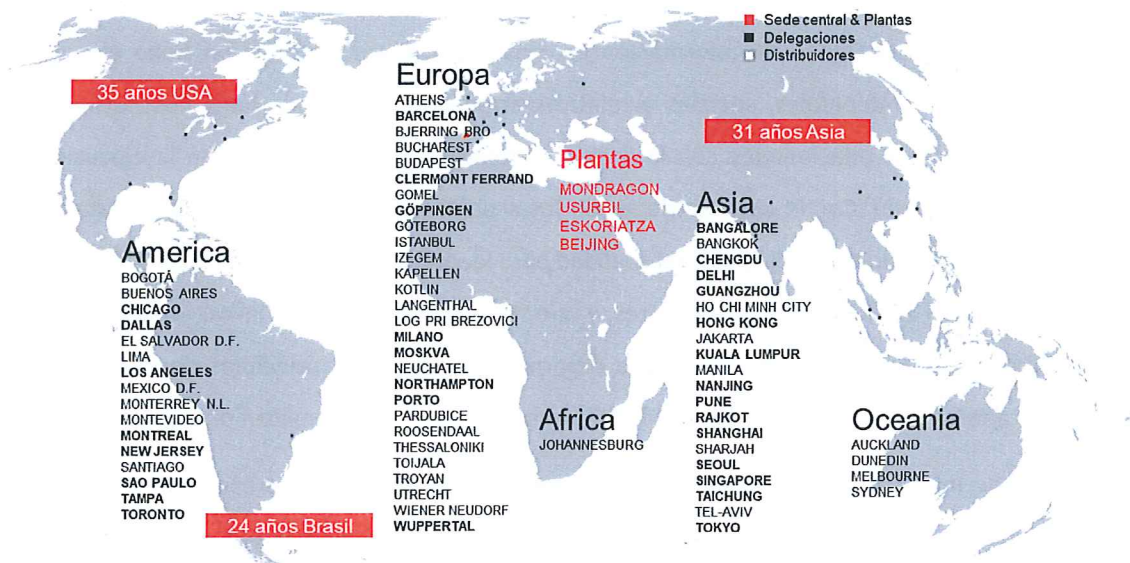 Sede central & Plantas
Delegaciones
Distribuidores
35 años USA
Europa
ATHENS
BARCELONA
BJERRING BRO
BUCHAREST
BUDAPEST
CLERMONT FERRAND
GOMEL
GÖPPINGEN
GÖTEBORG
ISTANBUL
IZEGEM
KAPELLEN
KOTLIN
LANGENTHAL
LOG PRI BREZOVICI
MILANO
MOSKVA
NEUCHATEL
NORTHAMPTON
PORTO
PARDUBICE
ROOSENDAAL
THESSALONIKI
TOIJALA
TROYAN
UTRECHT
WIENER NEUDORF
WUPPERTAL
31 años Asia
Plantas
MONDRAGON
USURBIL
ESKORIATZA
BEIJING
Asia
BANGALORE
BANGKOK
CHENGDU
DELHI
GUANGZHOU
HO CHI MINH CITY
HONG KONG
JAKARTA
KUALA LUMPUR
MANILA
NANJING
PUNE
RAJKOT
SHANGHAI
SHARJAH
SEOUL
SINGAPORE
TAICHUNG
TEL-AVIV
TOKYO
America
BOGOTÁ
BUENOS AIRES
CHICAGO
DALLAS
EL SALVADOR D.F.
LIMA
LOS ANGELES
MEXICO D.F.
MONTERREY N.L.
MONTEVIDEO
MONTREAL
NEW JERSEY
SANTIAGO
SAO PAULO
TAMPA
TORONTO
24 años Brasil
Africa
JOHANNESBURG
Oceania
AUCKLAND
DUNEDIN
MELBOURNE
SYDNEY